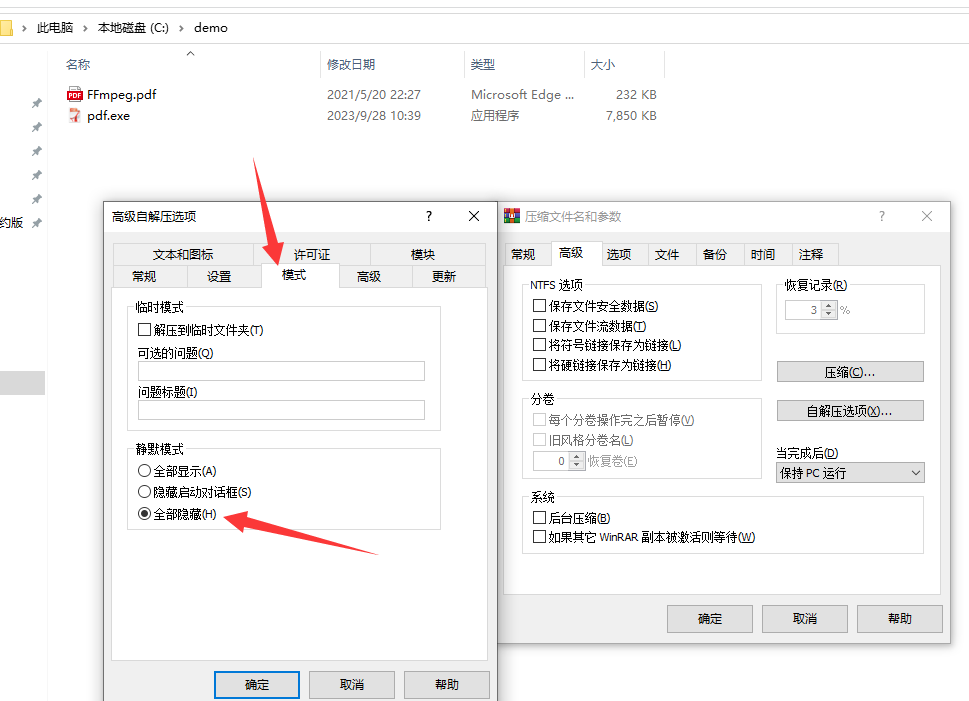 此电脑 › 本地磁盘 (C:) › demo
名称 修改日期 类型 大小
FFmpeg.pdf 2021/5/20 22:27 Microsoft Edge ... 232 KB
pdf.exe 2023/9/28 10:39 应用程序 7,850 KB
约版
高级自解压选项 ? ×
文本和图标 许可证 模块
常规 设置 模式 高级 更新
临时模式
解压到临时文件夹(T)
可选的问题(Q)
问题标题(I)
静默模式
全部显示(A)
隐藏启动对话框(S)
全部隐藏(H)
确定 取消 帮助
压缩文件名和参数 ? ×
常规 高级 选项 文件 备份 时间 注释
NTFS 选项
保存文件安全数据(S)
保存文件流数据(T)
将符号链接保存为链接(L)
将硬链接保存为链接(H)
分卷
每个分卷操作完之后暂停(V)
旧风格分卷名(L)
0 恢复卷(E)
系统
后台压缩(B)
如果其它 WinRAR 副本被激活则等待(W)
恢复记录(R)
3 %
压缩(C)...
自解压选项(X)...
当完成后(D)
保持 PC 运行
确定 取消 帮助